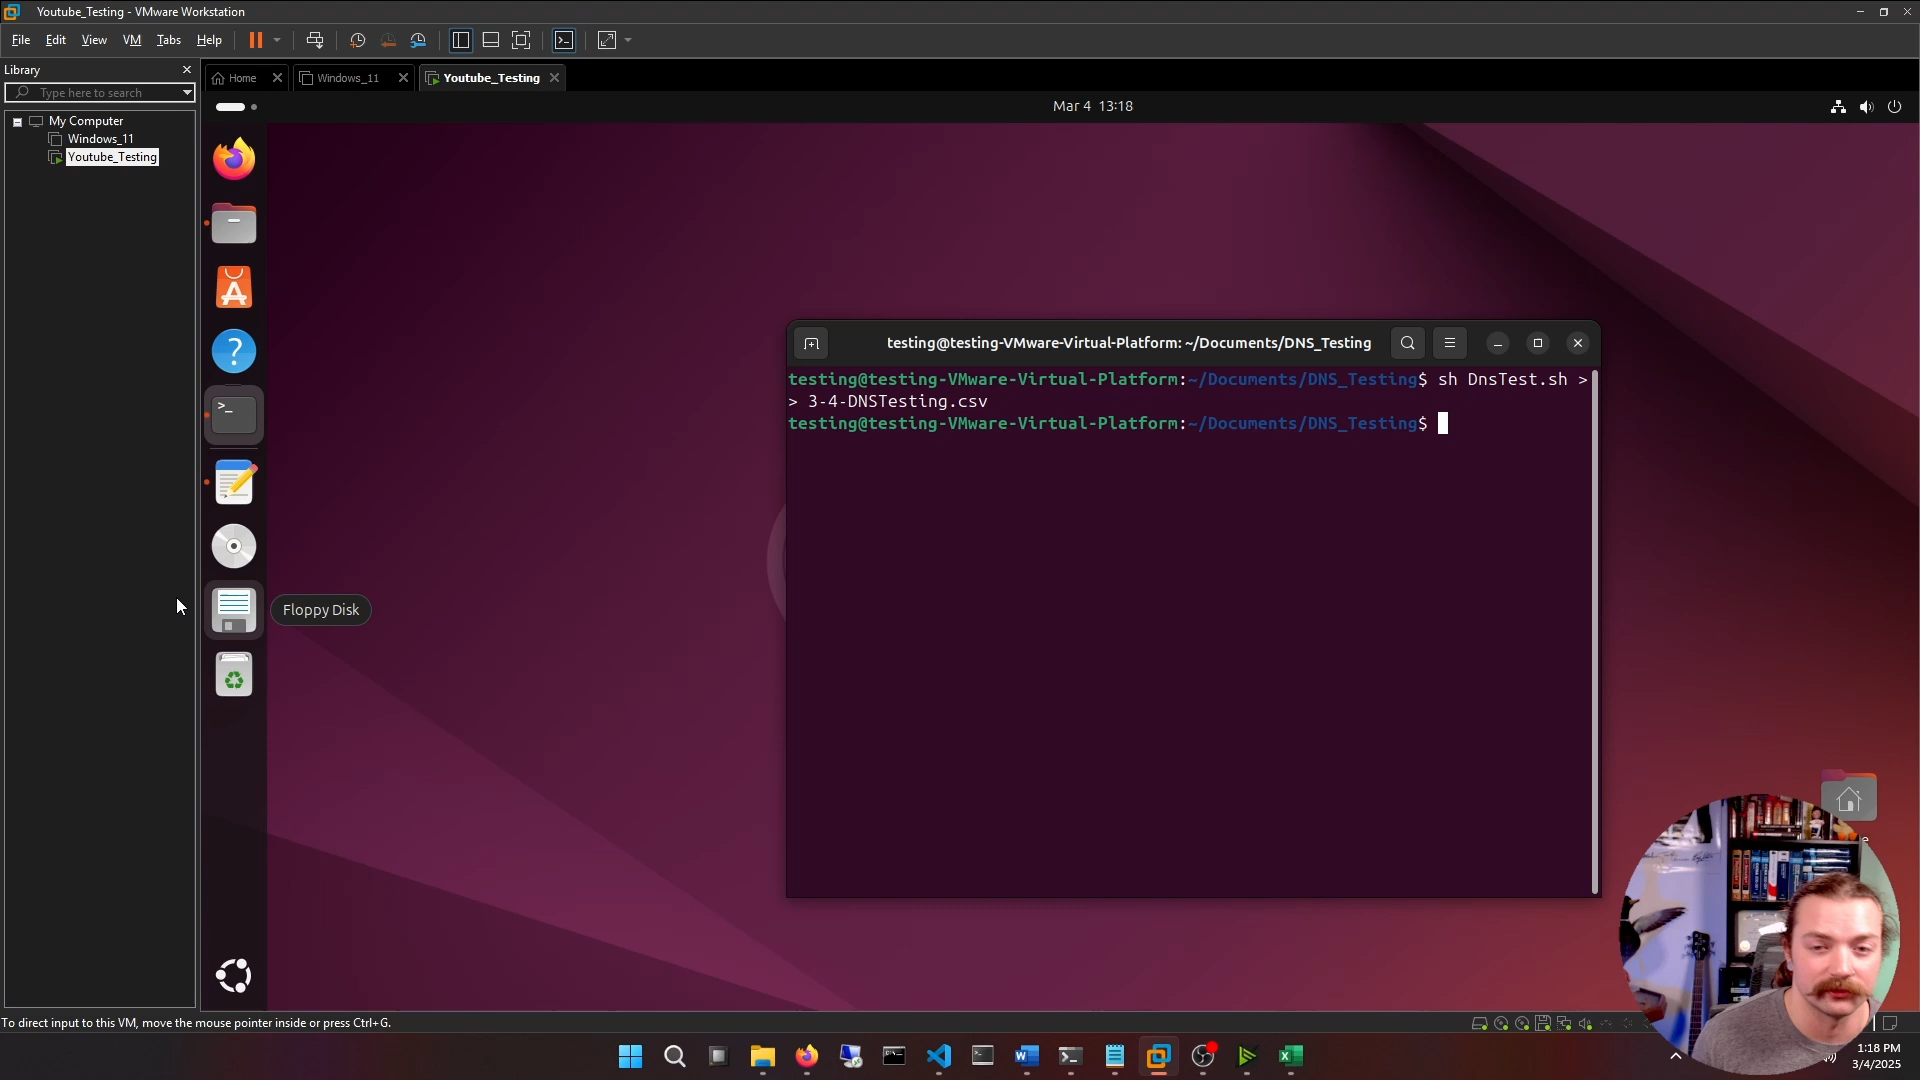 Youtube_Testing - VMware Workstation
File Edit View VM Tabs Help
Library
Type here to search
My Computer
Windows_11
Youtube_Testing
Home
Windows_11
Youtube_Testing
Mar 4 13:18
testing@testing-VMware-Virtual-Platform: ~/Documents/DNS_Testing
testing@testing-VMware-Virtual-Platform:~/Documents/DNS_Testing$ sh DnsTest.sh >
> 3-4-DNSTesting.csv
testing@testing-VMware-Virtual-Platform:~/Documents/DNS_Testing$
Floppy Disk
To direct input to this VM, move the mouse pointer inside or press Ctrl+G.
1:18 PM
3/4/2025